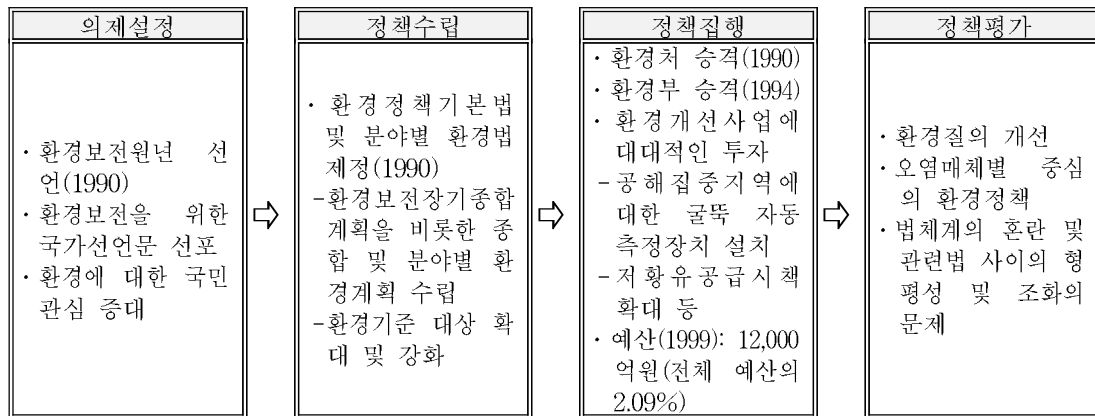 의제설정
· 환경보전원년 선
언(1990)
· 환경보전을 위한
국가선언문 선포
· 환경에 대한 국민
관심 증대
정책수립
· 환경정책기본법
및 분야별 환경법
제정(1990)
-환경보전장기종합
계획을 비롯한 종
합 및 분야별 환
경계획 수립
-환경기준 대상 확
대 및 강화
정책집행
· 환경처 승격(1990)
· 환경부 승격(1994)
· 환경개선사업에
대대적인 투자
-공해집중지역에
대한 굴뚝 자동
측정장치 설치
-저황유공급시책
확대 등
· 예산(1999): 12,000
억원(전체 예산의
2.09%)
정책평가
· 환경질의 개선
· 오염매체별 중심
의 환경정책
· 법체계의 혼란 및
관련법 사이의 형
평성 및 조화의
문제